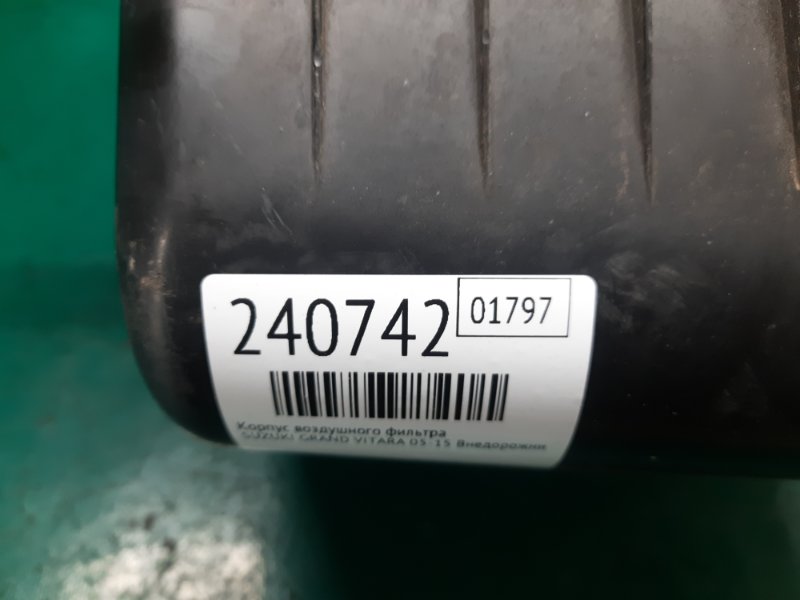 240742
01797
Корпус воздушного фильтра
SUZUKI GRAND VITARA 05-15 Внедорожник